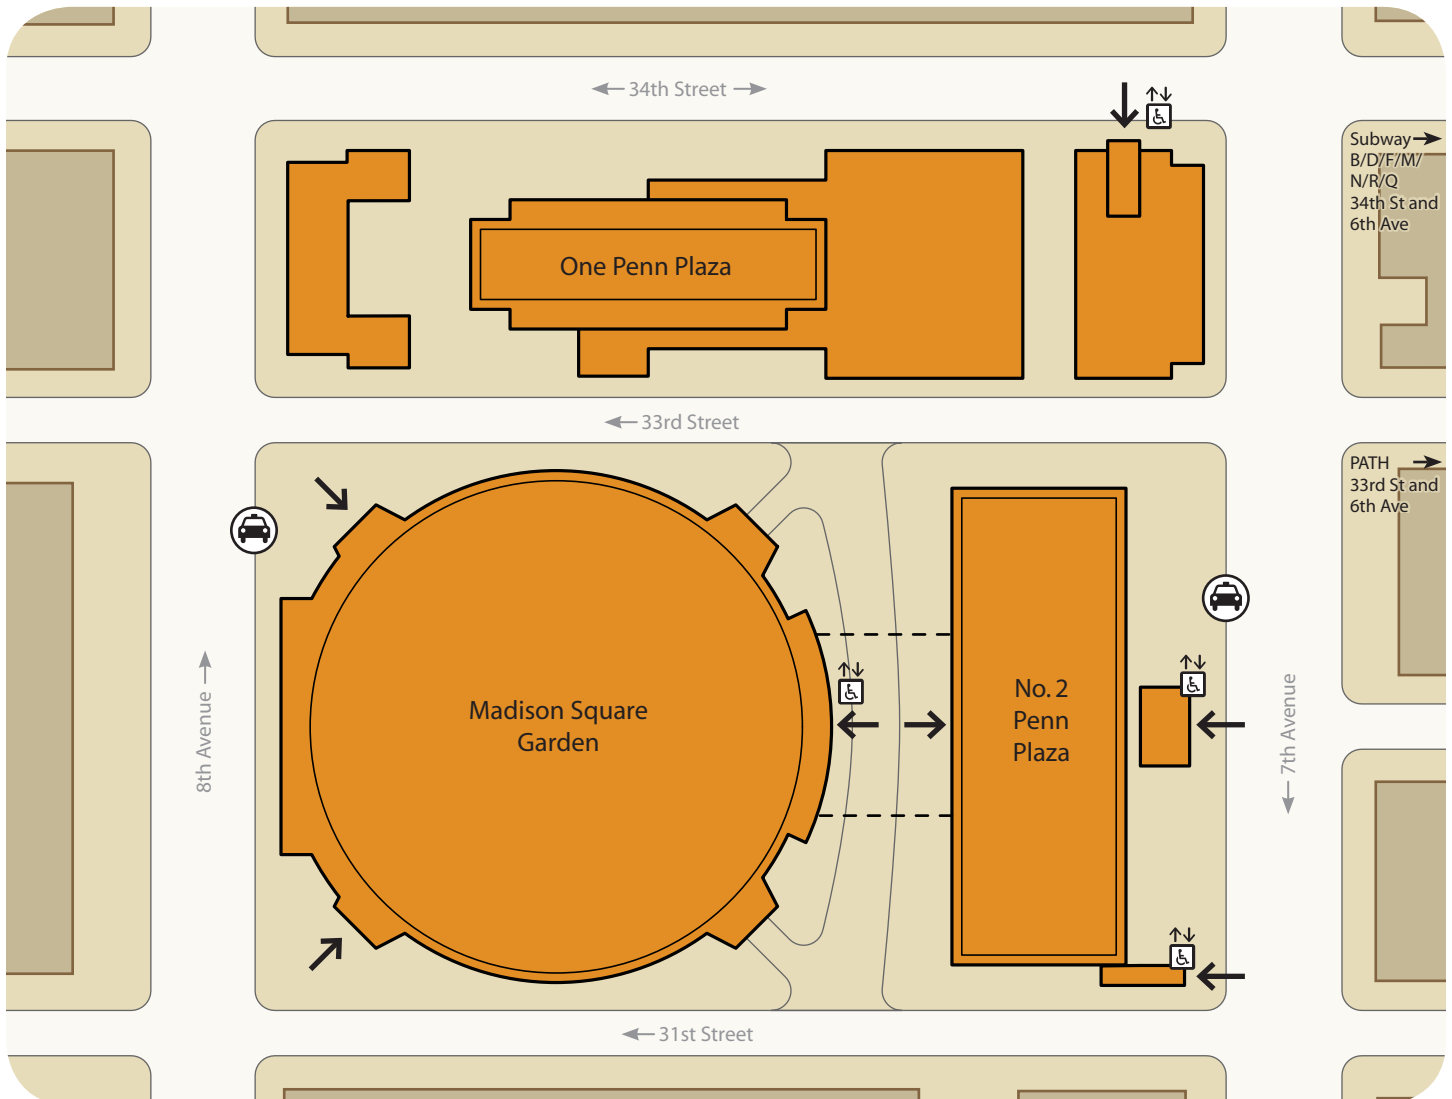 34th Street
Subway
B/D/F/M/
N/R/Q
34th St and
6th Ave
One Penn Plaza
33rd Street
PATH
33rd St and
6th Ave
Madison Square
Garden
No. 2
Penn
Plaza
8th Avenue
7th Avenue
31st Street